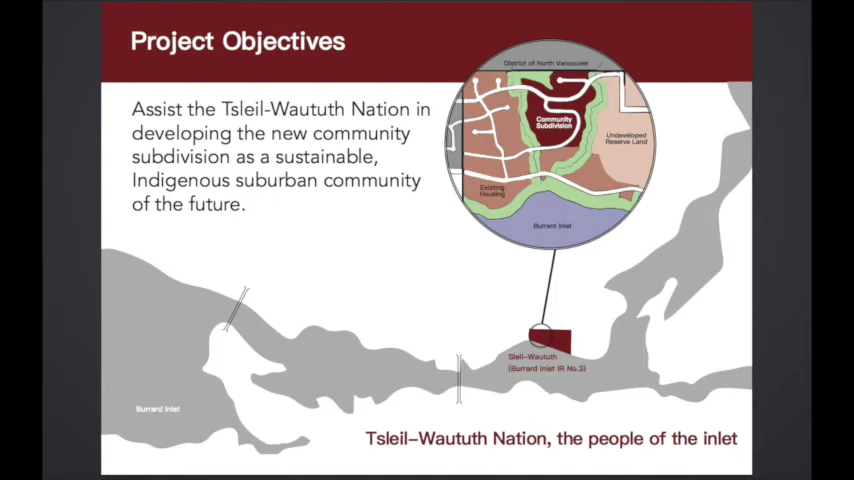 Project Objectives
Assist the Tsleil-Waututh Nation in
developing the new community
subdivision as a sustainable,
Indigenous suburban community
of the future.
District of North Vancouver
Community
Subdivision
Undeveloped
Reserve Land
Existing
Housing
Burrard Inlet
Sleil-Waututh
(Burrard Inlet IR No.3)
Burrard Inlet
Tsleil-Waututh Nation, the people of the inlet